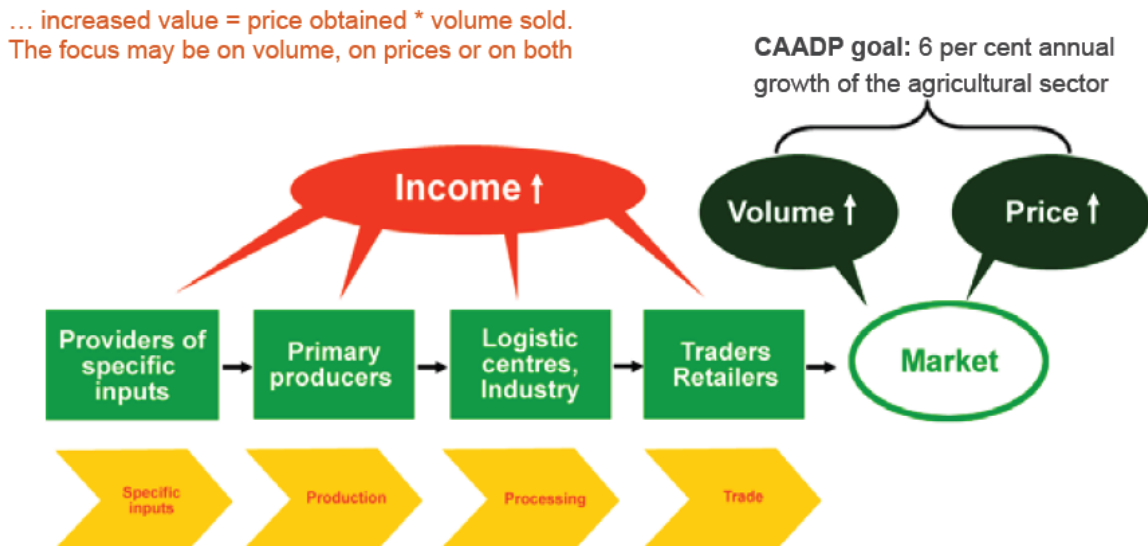 … increased value = price obtained * volume sold.
The focus may be on volume, on prices or on both
CAADP goal: 6 per cent annual
growth of the agricultural sector
Income ↑
Volume ↑
Price ↑
Providers of
specific
inputs
Primary
producers
Logistic
centres,
Industry
Traders
Retailers
Market
Specific
inputs
Production
Processing
Trade